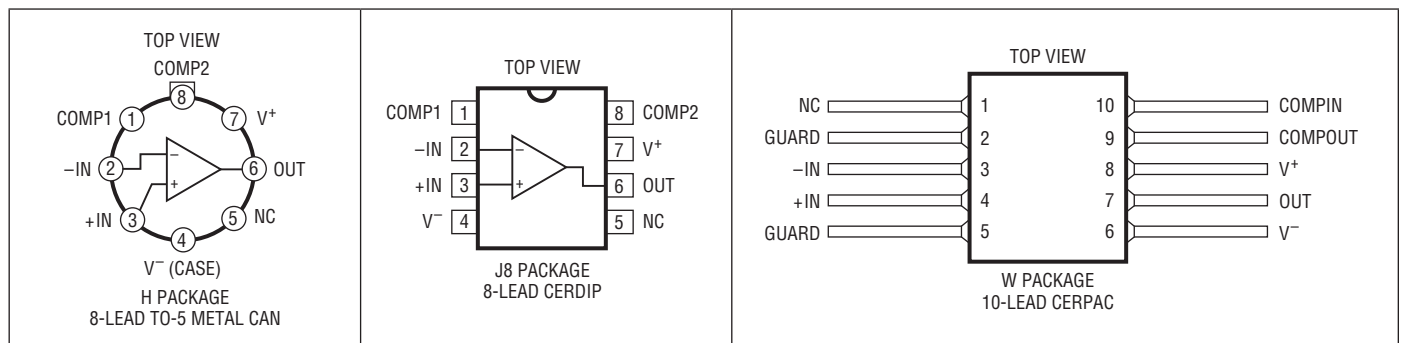 TOP VIEW
COMP2
8
COMP1 1 7 V+
–IN 2 – 6 OUT
+
+IN 3 5 NC
4
V– (CASE)
H PACKAGE
8-LEAD TO-5 METAL CAN
TOP VIEW
COMP1 1 8 COMP2
–IN 2 – 7 V+
+IN 3 + 6 OUT
V– 4 5 NC
J8 PACKAGE
8-LEAD CERDIP
TOP VIEW
NC 1 10 COMPIN
GUARD 2 9 COMPOUT
–IN 3 8 V+
+IN 4 7 OUT
GUARD 5 6 V–
W PACKAGE
10-LEAD CERPAC